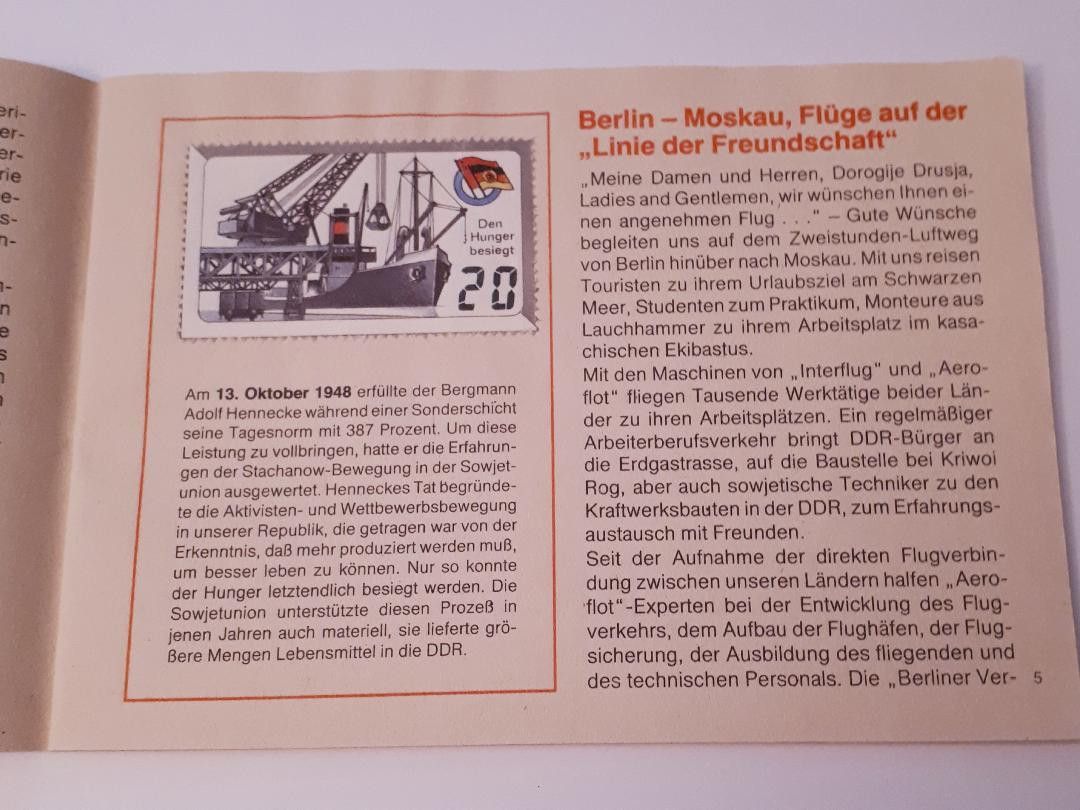 eri-
er-
er-
rie
e-
s-
n-
n-
n
e
s
n
n
Den
Hunger
besiegt
20
Am 13. Oktober 1948 erfüllte der Bergmann
Adolf Hennecke während einer Sonderschicht
seine Tagesnorm mit 387 Prozent. Um diese
Leistung zu vollbringen, hatte er die Erfahrun-
gen der Stachanow-Bewegung in der Sowjet-
union ausgewertet. Henneckes Tat begründe-
te die Aktivisten- und Wettbewerbsbewegung
in unserer Republik, die getragen war von der
Erkenntnis, daß mehr produziert werden muß,
um besser leben zu können. Nur so konnte
der Hunger letztendlich besiegt werden. Die
Sowjetunion unterstützte diesen Prozeß in
jenen Jahren auch materiell, sie lieferte grö-
ßere Mengen Lebensmittel in die DDR.
Berlin – Moskau, Flüge auf der
„Linie der Freundschaft“
„Meine Damen und Herren, Dorogije Drusja,
Ladies and Gentlemen, wir wünschen Ihnen ei-
nen angenehmen Flug . . .“ – Gute Wünsche
begleiten uns auf dem Zweistunden-Luftweg
von Berlin hinüber nach Moskau. Mit uns reisen
Touristen zu ihrem Urlaubsziel am Schwarzen
Meer, Studenten zum Praktikum, Monteure aus
Lauchhammer zu ihrem Arbeitsplatz im kasa-
chischen Ekibastus.
Mit den Maschinen von „Interflug“ und „Aero-
flot“ fliegen Tausende Werktätige beider Län-
der zu ihren Arbeitsplätzen. Ein regelmäßiger
Arbeiterberufsverkehr bringt DDR-Bürger an
die Erdgastrasse, auf die Baustelle bei Kriwoi
Rog, aber auch sowjetische Techniker zu den
Kraftwerksbauten in der DDR, zum Erfahrungs-
austausch mit Freunden.
Seit der Aufnahme der direkten Flugverbin-
dung zwischen unseren Ländern halfen „Aero-
flot“-Experten bei der Entwicklung des Flug-
verkehrs, dem Aufbau der Flughäfen, der Flug-
sicherung, der Ausbildung des fliegenden und
des technischen Personals. Die „Berliner Ver-
5